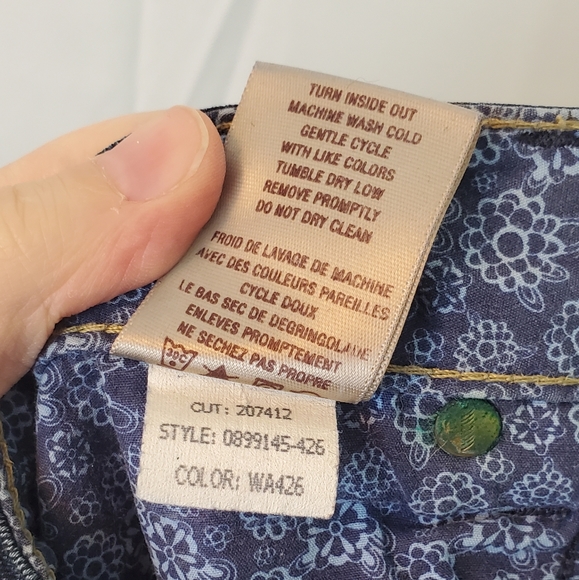 TURN INSIDE OUT
MACHINE WASH COLD
GENTLE CYCLE
WITH LIKE COLORS
TUMBLE DRY LOW
REMOVE PROMPTLY
DO NOT DRY CLEAN
FROID DE LAVAGE DE MACHINE
AVEC DES COULEURS PAREILLES
CYCLE DOUX
LE BAS SEC DE DEGRINGOLADE
ENLEVES PROMPTEMENT
NE SECHEZ PAS PROPRE
30C
CUT: 207412
STYLE: 0899145-426
COLOR: WA426